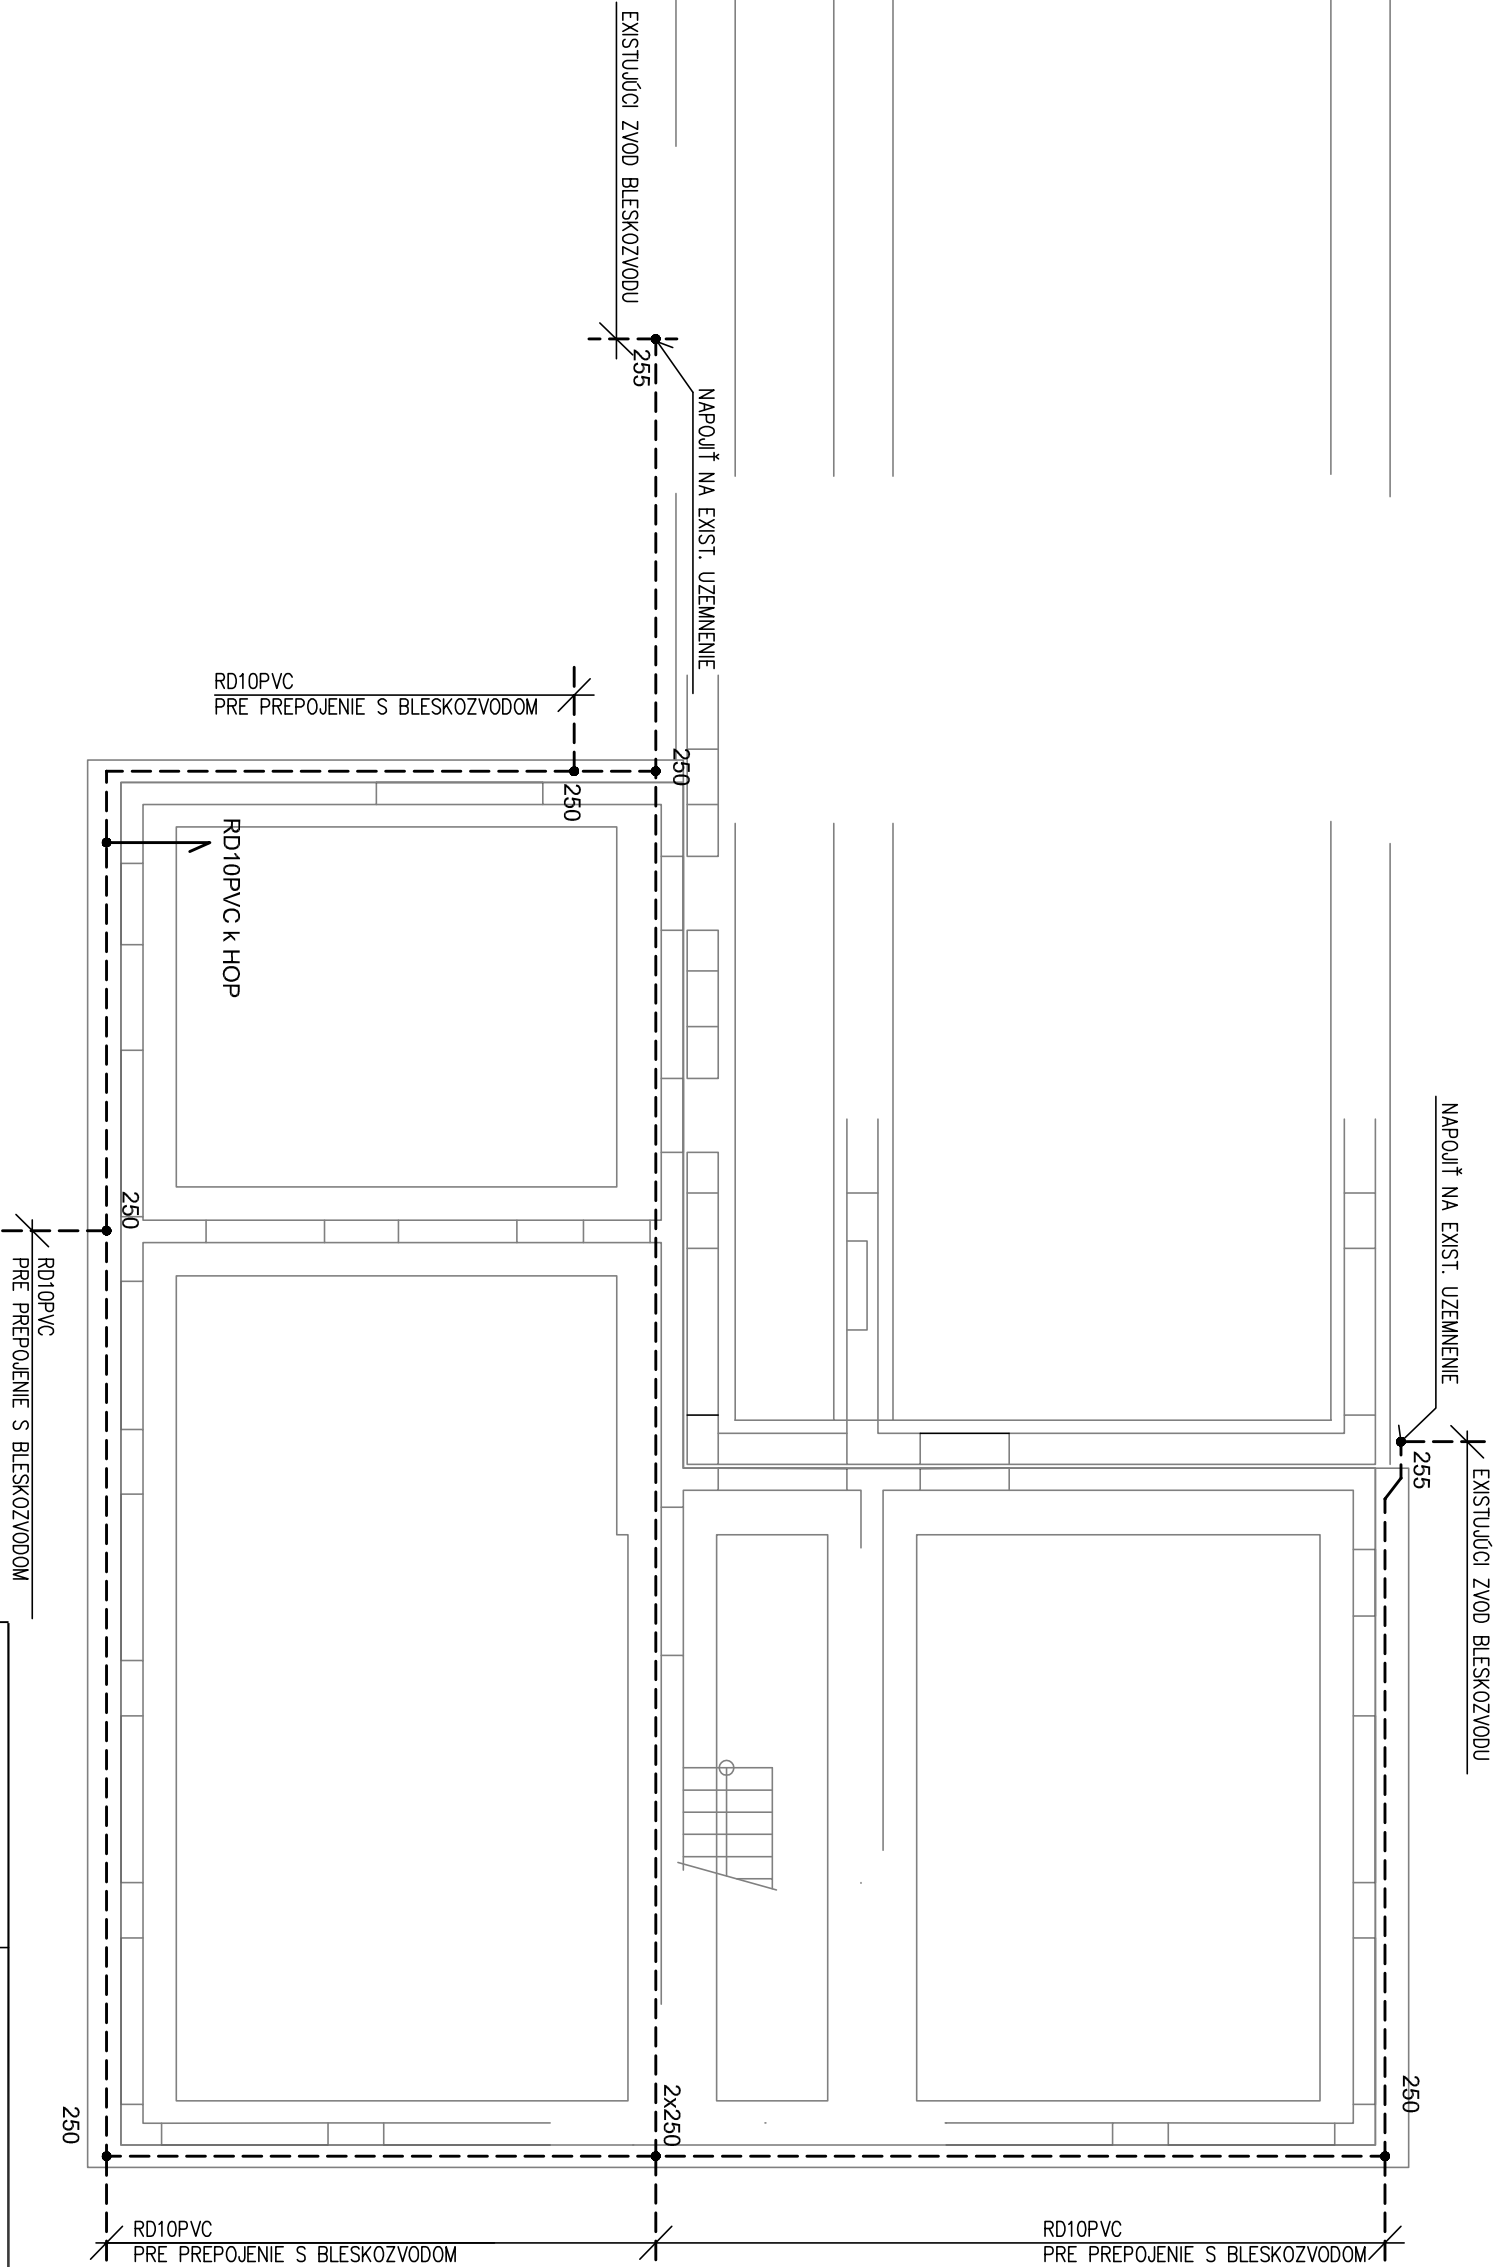 EXISTUJÚCI ZVOD BLESKOZVODU
255
NAPOJIŤ NA EXIST. UZEMNENIE
RD10PVC
PRE PREPOJENIE S BLESKOZVODOM
250
250
RD10PVC k HOP
NAPOJIŤ NA EXIST. UZEMNENIE
255
EXISTUJÚCI ZVOD BLESKOZVODU
250
RD10PVC
PRE PREPOJENIE S BLESKOZVODOM
250
2x250
250
RD10PVC
PRE PREPOJENIE S BLESKOZVODOM
RD10PVC
PRE PREPOJENIE S BLESKOZVODOM